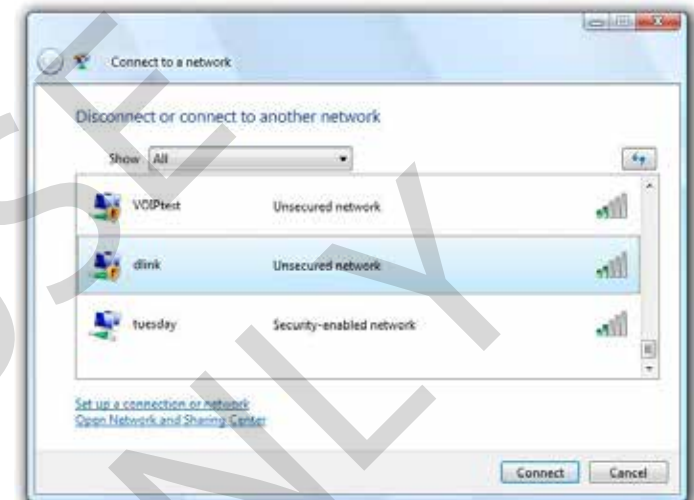 Connect to a network
Disconnect or connect to another network
Show All
VOIPtest Unsecured network
dlink Unsecured network
tuesday Security-enabled network
Set up a connection or network
Open Network and Sharing Center
Connect Cancel